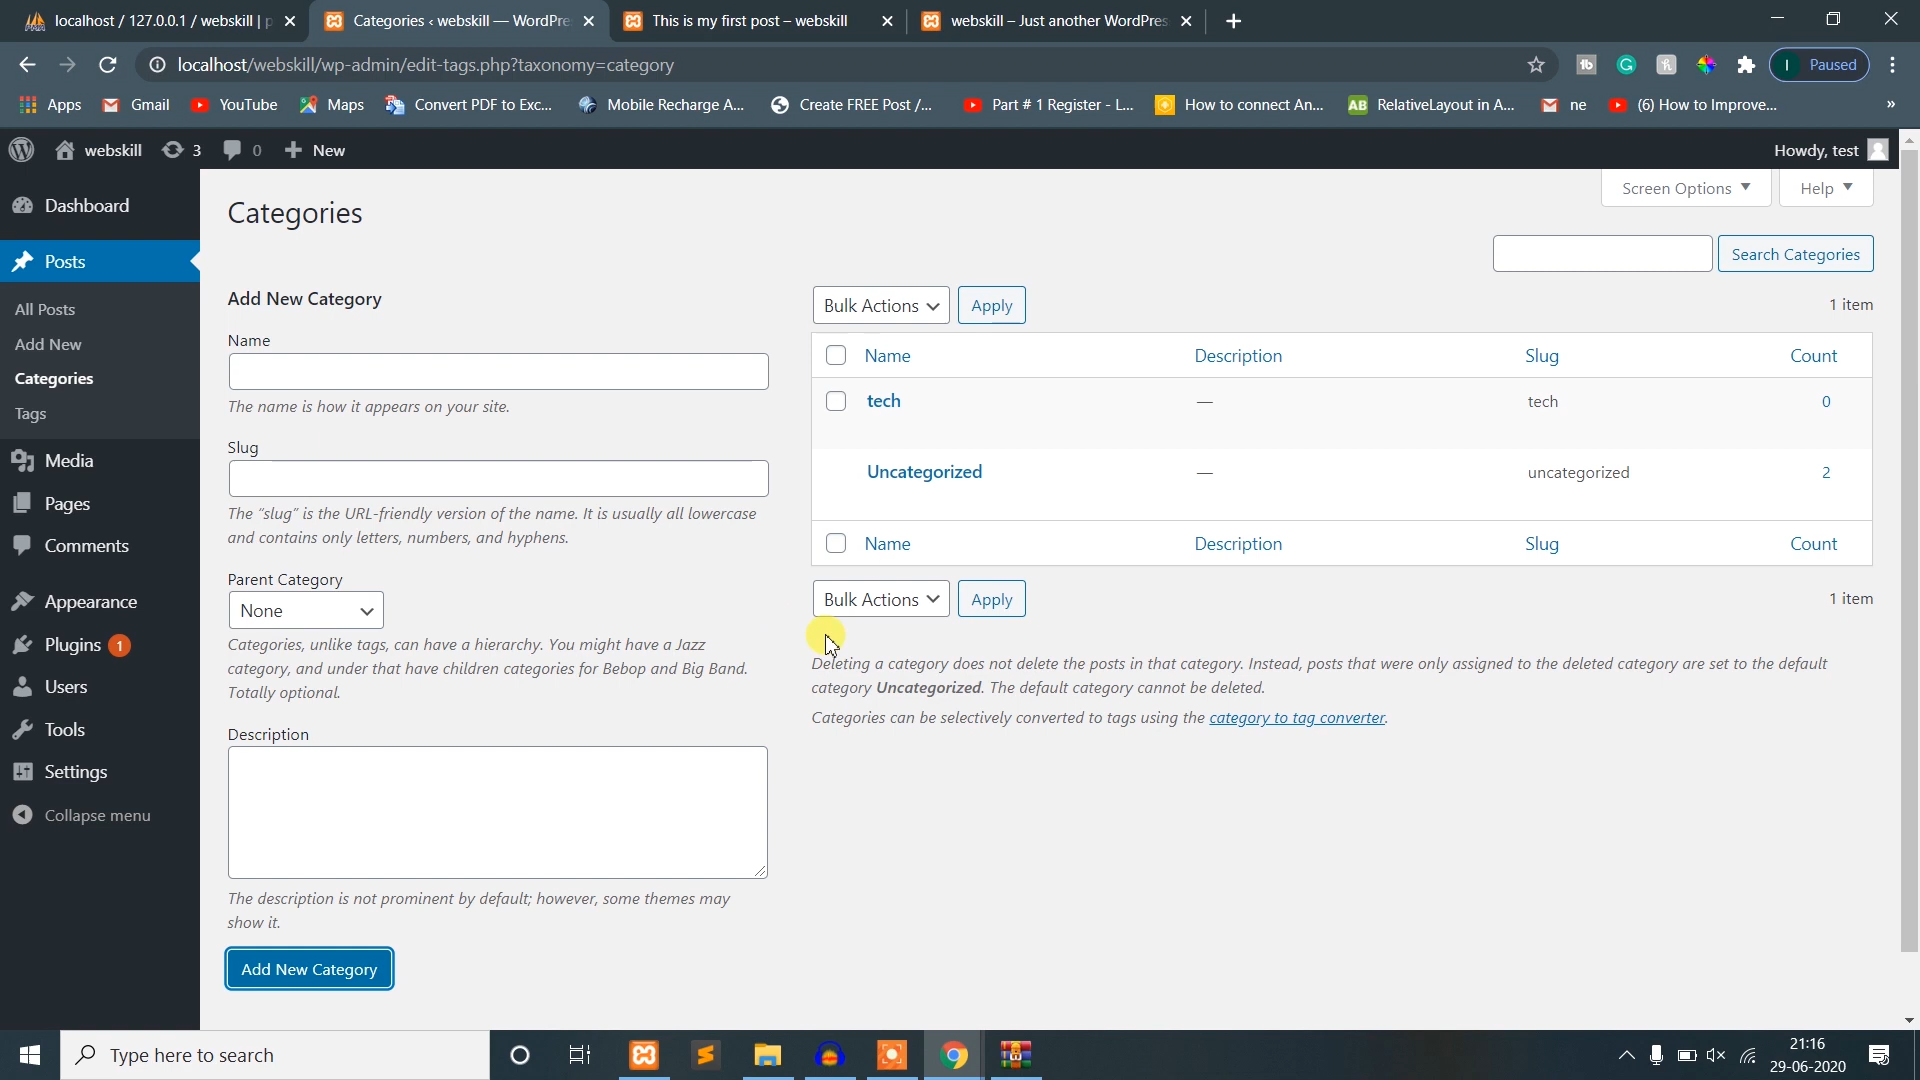 localhost / 127.0.0.1 / webskill | p
Categories ‹ webskill — WordPre
This is my first post – webskill
webskill – Just another WordPres
localhost/webskill/wp-admin/edit-tags.php?taxonomy=category
Paused
Apps
Gmail
YouTube
Maps
Convert PDF to Exc...
Mobile Recharge A...
Create FREE Post /...
Part # 1 Register - L...
How to connect An...
RelativeLayout in A...
ne
(6) How to Improve...
webskill
3
0
New
Howdy, test
Dashboard
Posts
All Posts
Add New
Categories
Tags
Media
Pages
Comments
Appearance
Plugins 1
Users
Tools
Settings
Collapse menu
Screen Options
Help
Categories
Search Categories
Add New Category
Name
The name is how it appears on your site.
Slug
The “slug” is the URL-friendly version of the name. It is usually all lowercase
and contains only letters, numbers, and hyphens.
Parent Category
None
Categories, unlike tags, can have a hierarchy. You might have a Jazz
category, and under that have children categories for Bebop and Big Band.
Totally optional.
Description
The description is not prominent by default; however, some themes may
show it.
Add New Category
Bulk Actions
Apply
1 item
Name Description Slug Count
tech — tech 0
Uncategorized — uncategorized 2
Name Description Slug Count
Bulk Actions
Apply
1 item
Deleting a category does not delete the posts in that category. Instead, posts that were only assigned to the deleted category are set to the default
category Uncategorized. The default category cannot be deleted.
Categories can be selectively converted to tags using the category to tag converter.
Type here to search
21:16
29-06-2020